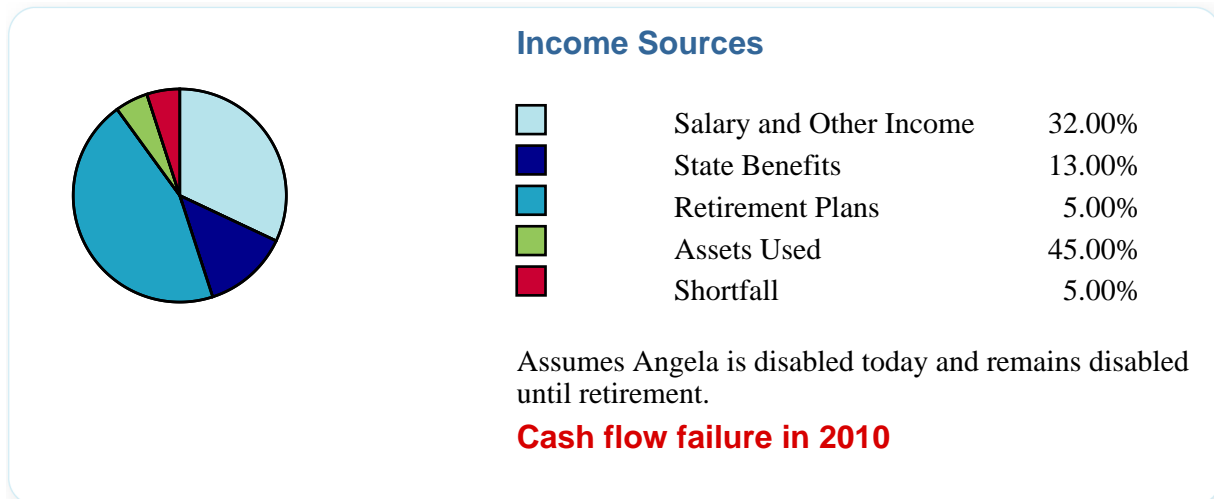 Income Sources
Salary and Other Income 32.00%
State Benefits 13.00%
Retirement Plans 5.00%
Assets Used 45.00%
Shortfall 5.00%
Assumes Angela is disabled today and remains disabled
until retirement.
Cash flow failure in 2010